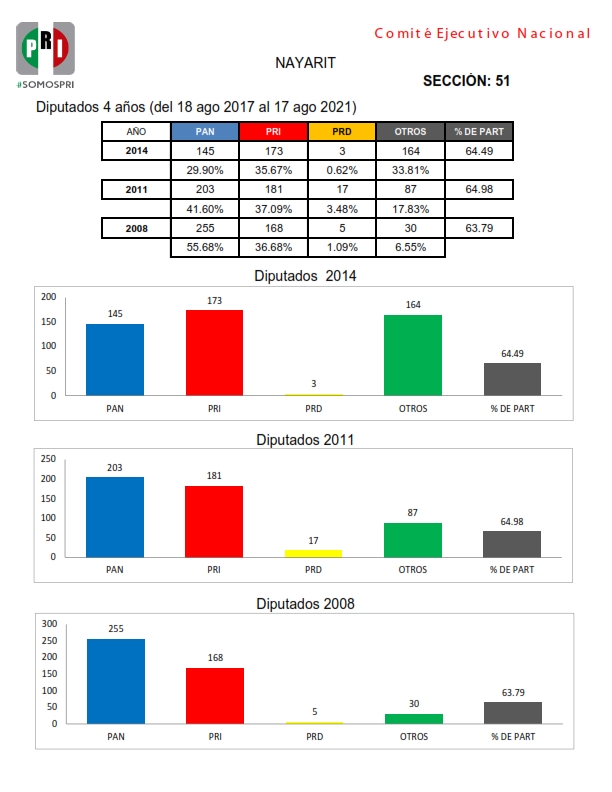 Comité Ejecutivo Nacional
PRI
#SOMOSPRI
NAYARIT
SECCIÓN: 51
Diputados 4 años (del 18 ago 2017 al 17 ago 2021)
AÑO PAN PRI PRD OTROS % DE PART
2014 145 173 3 164 64.49
29.90% 35.67% 0.62% 33.81%
2011 203 181 17 87 64.98
41.60% 37.09% 3.48% 17.83%
2008 255 168 5 30 63.79
55.68% 36.68% 1.09% 6.55%
Diputados 2014
200
150
100
50
0
145 173 3 164 64.49
PAN PRI PRD OTROS % DE PART
Diputados 2011
250
200
150
100
50
0
203 181 17 87 64.98
PAN PRI PRD OTROS % DE PART
Diputados 2008
300
250
200
150
100
50
0
255 168 5 30 63.79
PAN PRI PRD OTROS % DE PART